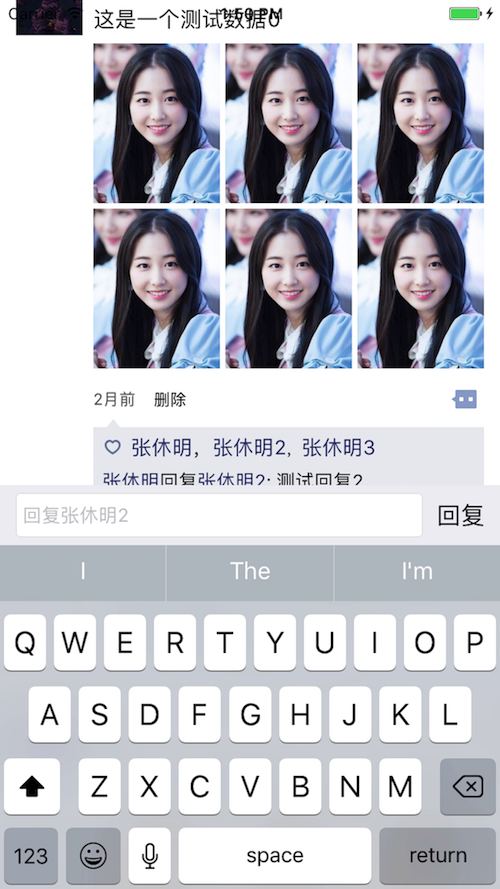 Carrier 1:50 PM
这是一个测试数据0
2月前 删除
张休明, 张休明2, 张休明3
张休明回复张休明2: 测试回复2
回复张休明2 回复
I The I'm
Q W E R T Y U I O P
A S D F G H J K L
Z X C V B N M
123 space return